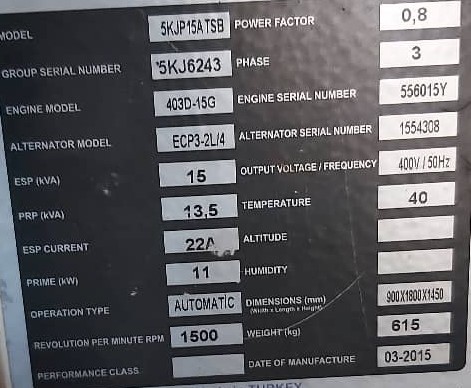 MODEL 5KJP15ATSB POWER FACTOR 0,8
GROUP SERIAL NUMBER 5KJ6243 PHASE 3
ENGINE MODEL 403D-15G ENGINE SERIAL NUMBER 556015Y
ALTERNATOR MODEL ECP3-2L/4 ALTERNATOR SERIAL NUMBER 1554308
ESP (kVA) 15 OUTPUT VOLTAGE / FREQUENCY 400V / 50Hz
PRP (kVA) 13,5 TEMPERATURE 40
ESP CURRENT 22A ALTITUDE
PRIME (kW) 11 HUMIDITY
OPERATION TYPE AUTOMATİC DIMENSIONS (mm) 900X1800X1450
(Width x Length x Height)
REVOLUTION PER MINUTE RPM 1500 WEIGHT (kg) 615
PERFORMANCE CLASS DATE OF MANUFACTURE 03-2015
TURKEY